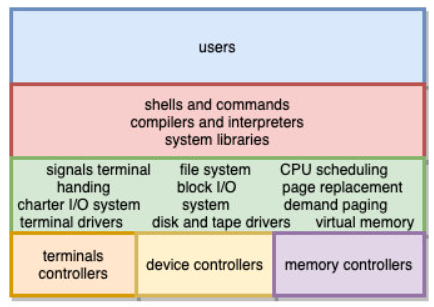 users
shells and commands
compilers and interpreters
system libraries
signals terminal file system CPU scheduling
handing block I/O page replacement
charter I/O system system demand paging
terminal drivers disk and tape drivers virtual memory
terminals
controllers
device controllers
memory controllers